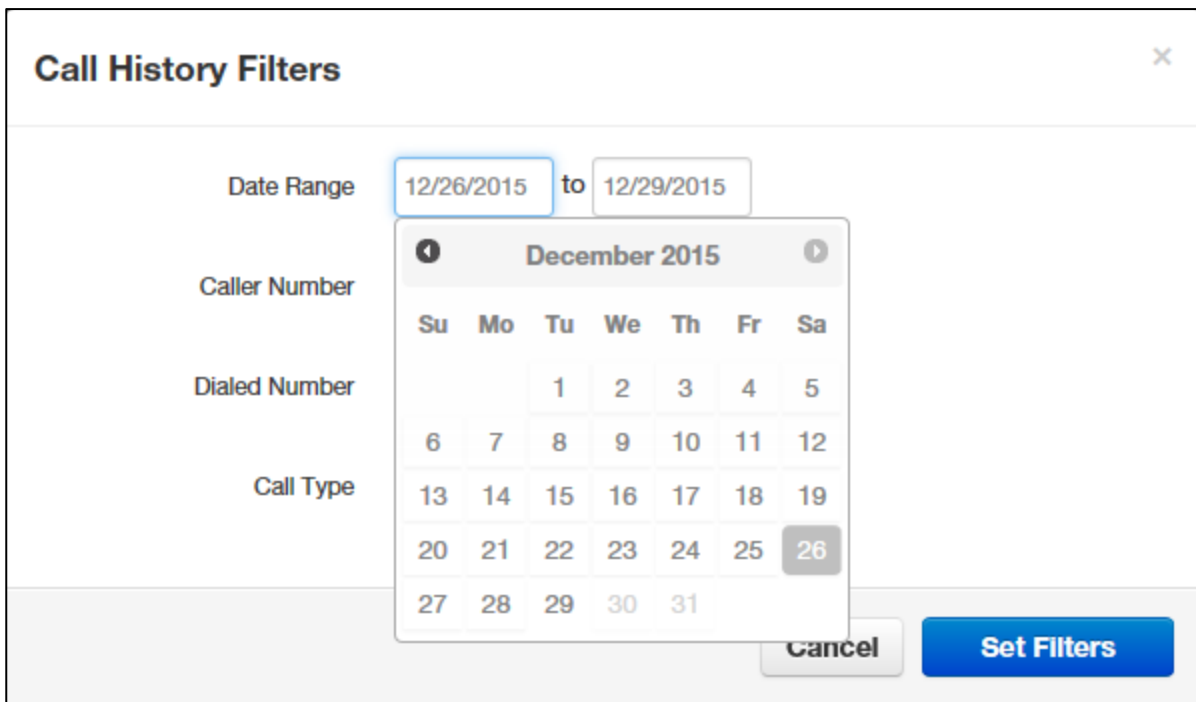 Call History Filters ×
Date Range 12/26/2015 to 12/29/2015
December 2015
Caller Number
Su Mo Tu We Th Fr Sa
Dialed Number
1 2 3 4 5
6 7 8 9 10 11 12
Call Type
13 14 15 16 17 18 19
20 21 22 23 24 25 26
27 28 29 30 31
Cancel Set Filters